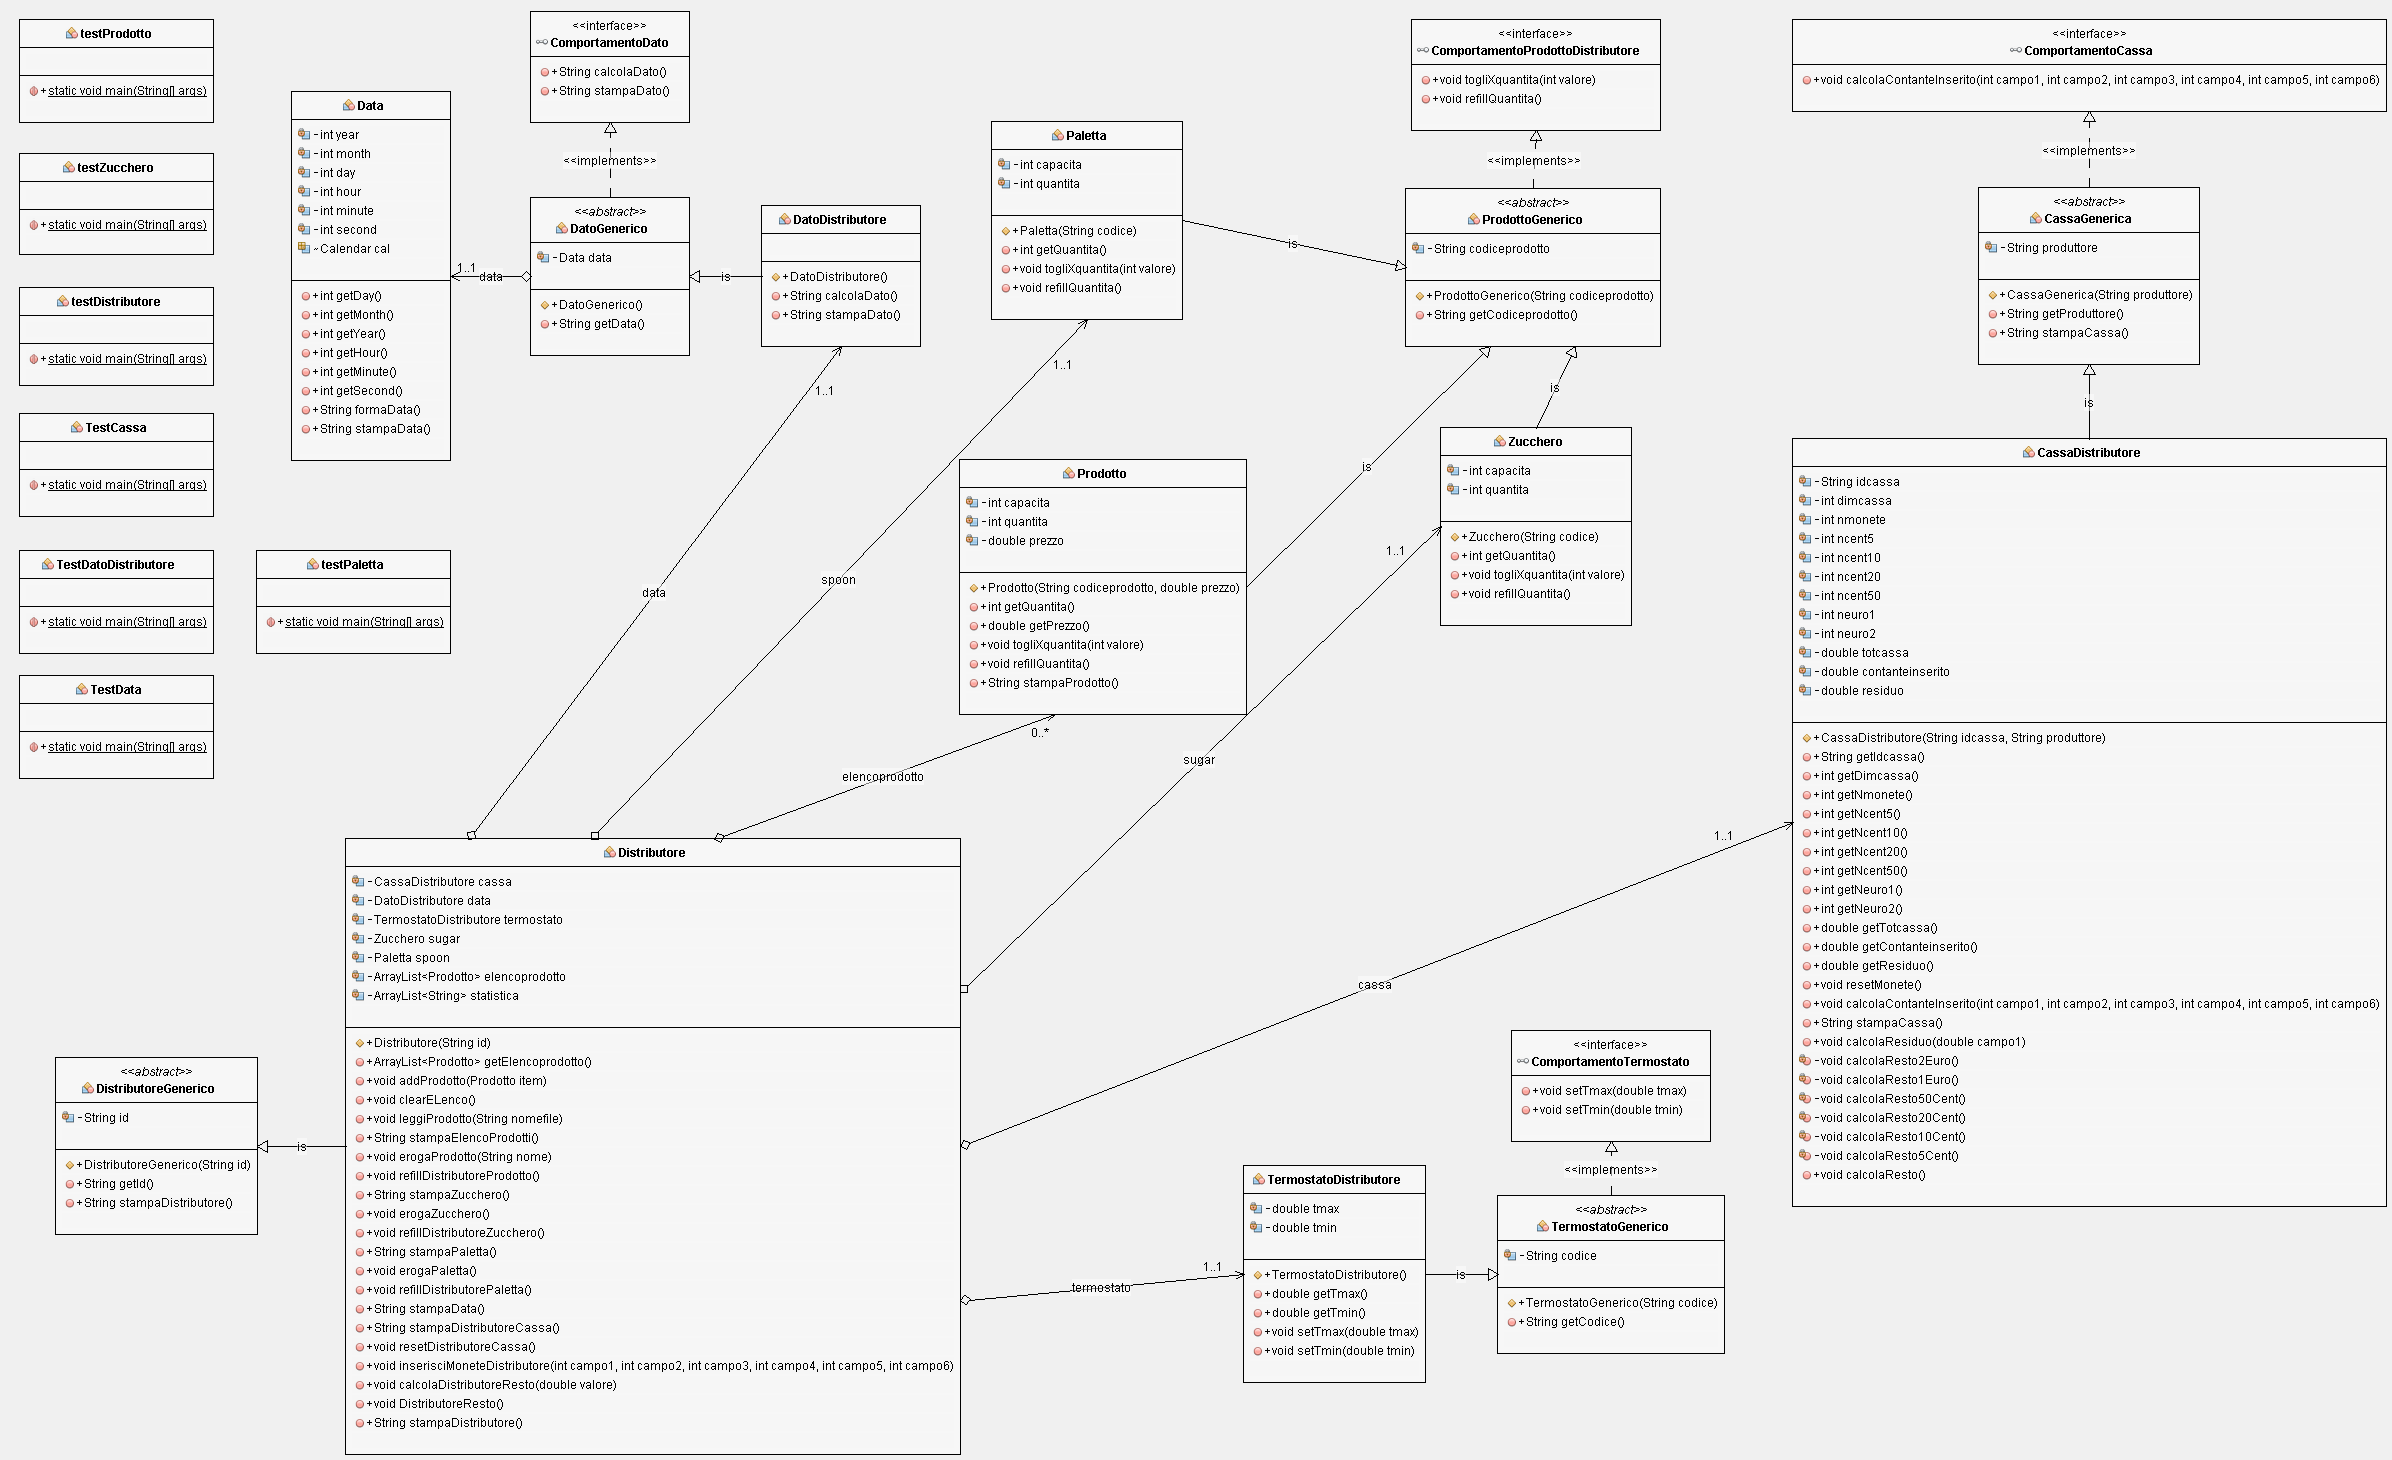 testProdotto
+static void main(String[] args)
testZucchero
+static void main(String[] args)
testDistributore
+static void main(String[] args)
TestCassa
+static void main(String[] args)
TestDatoDistributore
+static void main(String[] args)
testPaletta
+static void main(String[] args)
TestData
+static void main(String[] args)
Data
-int year
-int month
-int day
-int hour
-int minute
-int second
~Calendar cal
+int getDay()
+int getMonth()
+int getYear()
+int getHour()
+int getMinute()
+int getSecond()
+String formaData()
+String stampaData()
<<interface>>
ComportamentoDato
+String calcolaDato()
+String stampaDato()
<<implements>>
<<abstract>>
DatoGenerico
-Data data
+DatoGenerico()
+String getData()
1..1
data
is
DatoDistributore
+DatoDistributore()
+String calcolaDato()
+String stampaDato()
1..1
data
Paletta
-int capacita
-int quantita
+Paletta(String codice)
+int getQuantita()
+void togliXquantita(int valore)
+void refillQuantita()
is
1..1
spoon
<<interface>>
ComportamentoProdottoDistributore
+void togliXquantita(int valore)
+void refillQuantita()
<<implements>>
<<abstract>>
ProdottoGenerico
-String codiceprodotto
+ProdottoGenerico(String codiceprodotto)
+String getCodiceprodotto()
is
is
Prodotto
-int capacita
-int quantita
-double prezzo
+Prodotto(String codiceprodotto, double prezzo)
+int getQuantita()
+double getPrezzo()
+void togliXquantita(int valore)
+void refillQuantita()
+String stampaProdotto()
0..*
elencoprodotto
Zucchero
-int capacita
-int quantita
+Zucchero(String codice)
+int getQuantita()
+void togliXquantita(int valore)
+void refillQuantita()
1..1
sugar
<<interface>>
ComportamentoCassa
+void calcolaContanteInserito(int campo1, int campo2, int campo3, int campo4, int campo5, int campo6)
<<implements>>
<<abstract>>
CassaGenerica
-String produttore
+CassaGenerica(String produttore)
+String getProduttore()
+String stampaCassa()
is
CassaDistributore
-String idcassa
-int dimcassa
-int nmonete
-int ncent5
-int ncent10
-int ncent20
-int ncent50
-int neuro1
-int neuro2
-double totcassa
-double contanteinserito
-double residuo
+CassaDistributore(String idcassa, String produttore)
+String getIdcassa()
+int getDimcassa()
+int getNmonete()
+int getNcent5()
+int getNcent10()
+int getNcent20()
+int getNcent50()
+int getNeuro1()
+int getNeuro2()
+double getTotcassa()
+double getContanteinserito()
+double getResiduo()
+void resetMonete()
+void calcolaContanteInserito(int campo1, int campo2, int campo3, int campo4, int campo5, int campo6)
+String stampaCassa()
+void calcolaResiduo(double campo1)
-void calcolaResto2Euro()
-void calcolaResto1Euro()
-void calcolaResto50Cent()
-void calcolaResto20Cent()
-void calcolaResto10Cent()
-void calcolaResto5Cent()
+void calcolaResto()
1..1
cassa
Distributore
-CassaDistributore cassa
-DatoDistributore data
-TermostatoDistributore termostato
-Zucchero sugar
-Paletta spoon
-ArrayList<Prodotto> elencoprodotto
-ArrayList<String> statistica
+Distributore(String id)
+ArrayList<Prodotto> getElencoprodotto()
+void addProdotto(Prodotto item)
+void clearELenco()
+void leggiProdotto(String nomefile)
+String stampaElencoProdotti()
+void erogaProdotto(String nome)
+void refillDistributoreProdotto()
+String stampaZucchero()
+void erogaZucchero()
+void refillDistributoreZucchero()
+String stampaPaletta()
+void erogaPaletta()
+void refillDistributorePaletta()
+String stampaData()
+String stampaDistributoreCassa()
+void resetDistributoreCassa()
+void inserisciMoneteDistributore(int campo1, int campo2, int campo3, int campo4, int campo5, int campo6)
+void calcolaDistributoreResto(double valore)
+void DistributoreResto()
+String stampaDistributore()
<<abstract>>
DistributoreGenerico
-String id
+DistributoreGenerico(String id)
+String getId()
+String stampaDistributore()
is
termostato
1..1
TermostatoDistributore
-double tmax
-double tmin
+TermostatoDistributore()
+double getTmax()
+double getTmin()
+void setTmax(double tmax)
+void setTmin(double tmin)
is
<<interface>>
ComportamentoTermostato
+void setTmax(double tmax)
+void setTmin(double tmin)
<<implements>>
<<abstract>>
TermostatoGenerico
-String codice
+TermostatoGenerico(String codice)
+String getCodice()